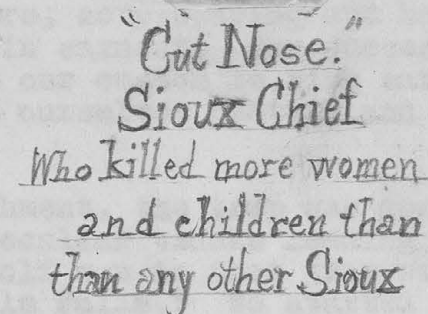 "Cut Nose."
Sioux Chief
Who killed more women
and children than
than any other Sioux